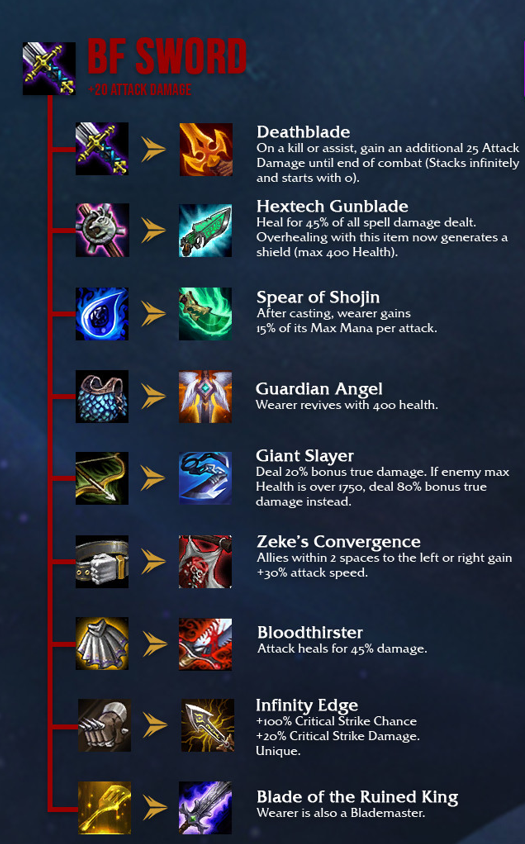 BF SWORD
+20 ATTACK DAMAGE
Deathblade
On a kill or assist, gain an additional 25 Attack
Damage until end of combat (Stacks infinitely
and starts with 0).
Hextech Gunblade
Heal for 45% of all spell damage dealt.
Overhealing with this item now generates a
shield (max 400 Health).
Spear of Shojin
After casting, wearer gains
15% of its Max Mana per attack.
Guardian Angel
Wearer revives with 400 health.
Giant Slayer
Deal 20% bonus true damage. If enemy max
Health is over 1750, deal 80% bonus true
damage instead.
Zeke's Convergence
Allies within 2 spaces to the left or right gain
+30% attack speed.
Bloodthirster
Attack heals for 45% damage.
Infinity Edge
+100% Critical Strike Chance
+20% Critical Strike Damage.
Unique.
Blade of the Ruined King
Wearer is also a Blademaster.